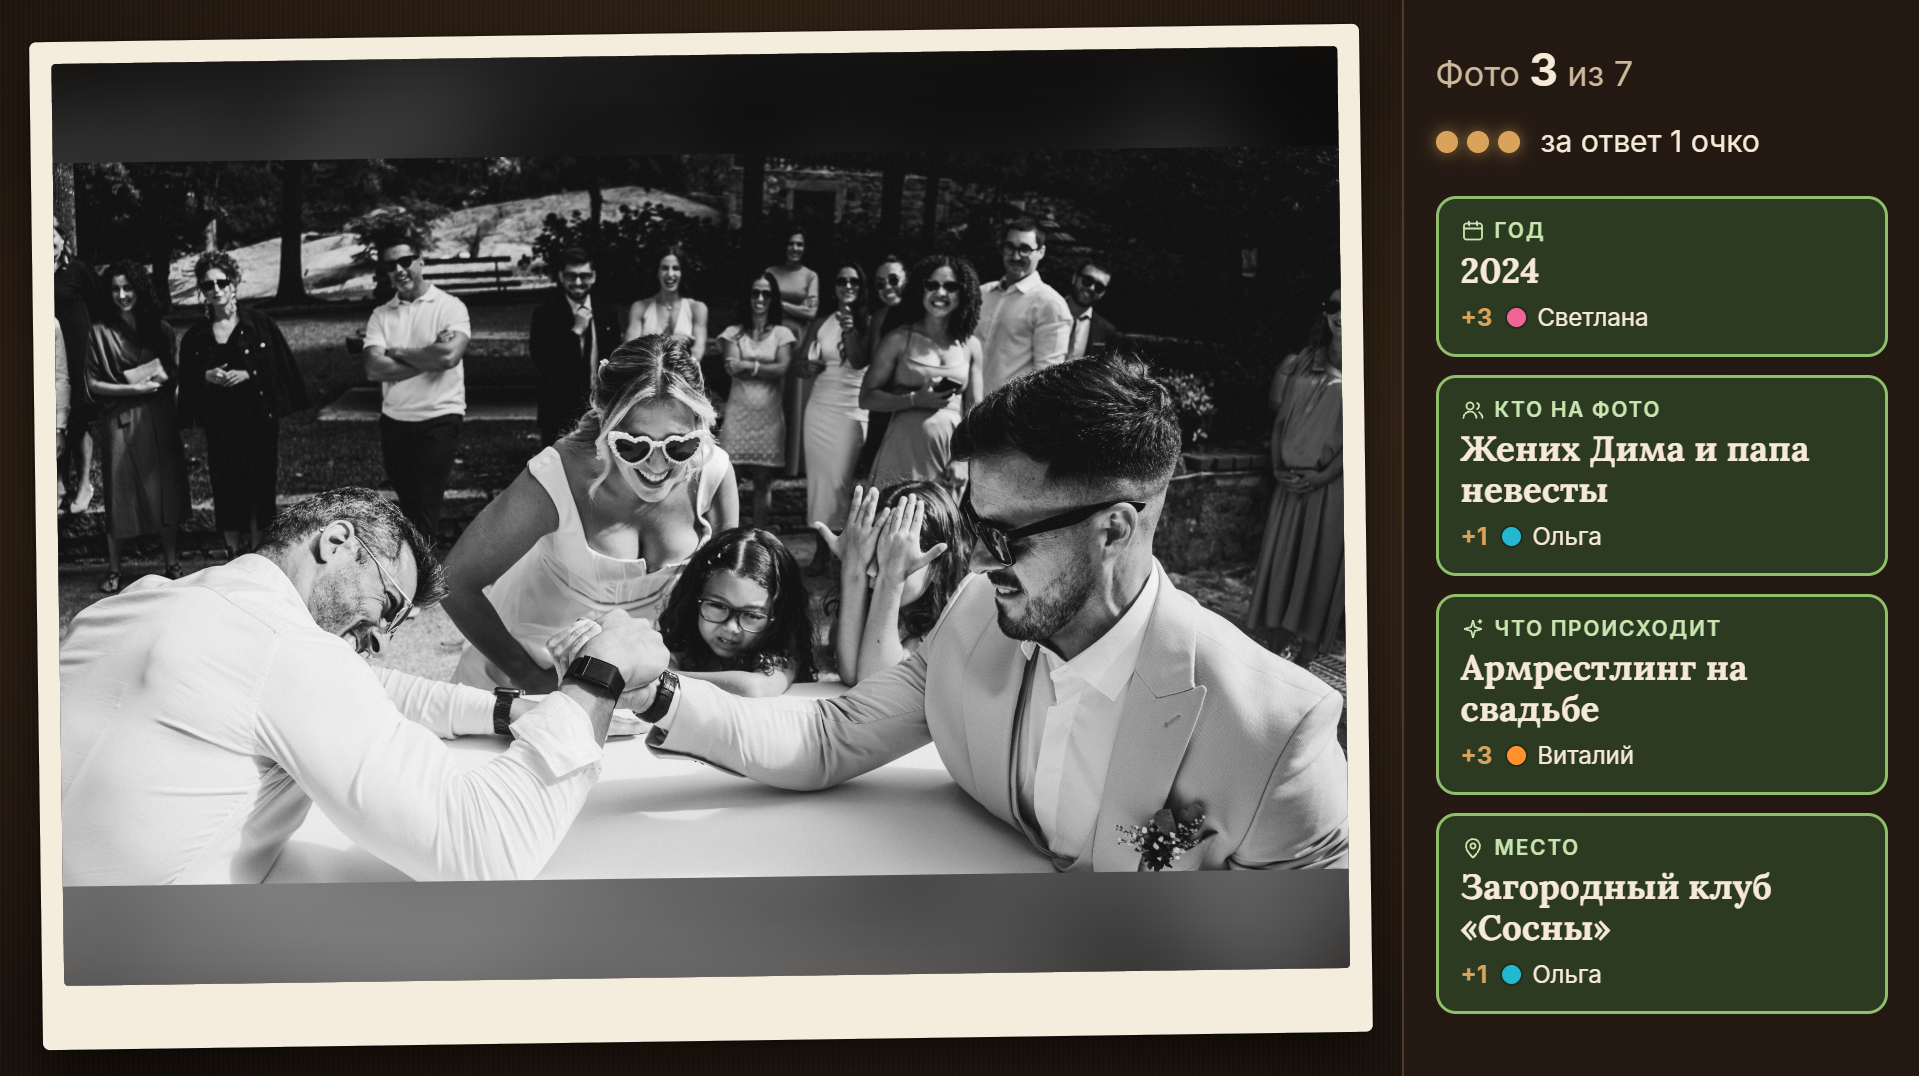 Фото 3 из 7
за ответ 1 очко
ГОД
2024
+3 Светлана
КТО НА ФОТО
Жених Дима и папа
невесты
+1 Ольга
ЧТО ПРОИСХОДИТ
Армрестлинг на
свадьбе
+3 Виталий
МЕСТО
Загородный клуб
«Сосны»
+1 Ольга